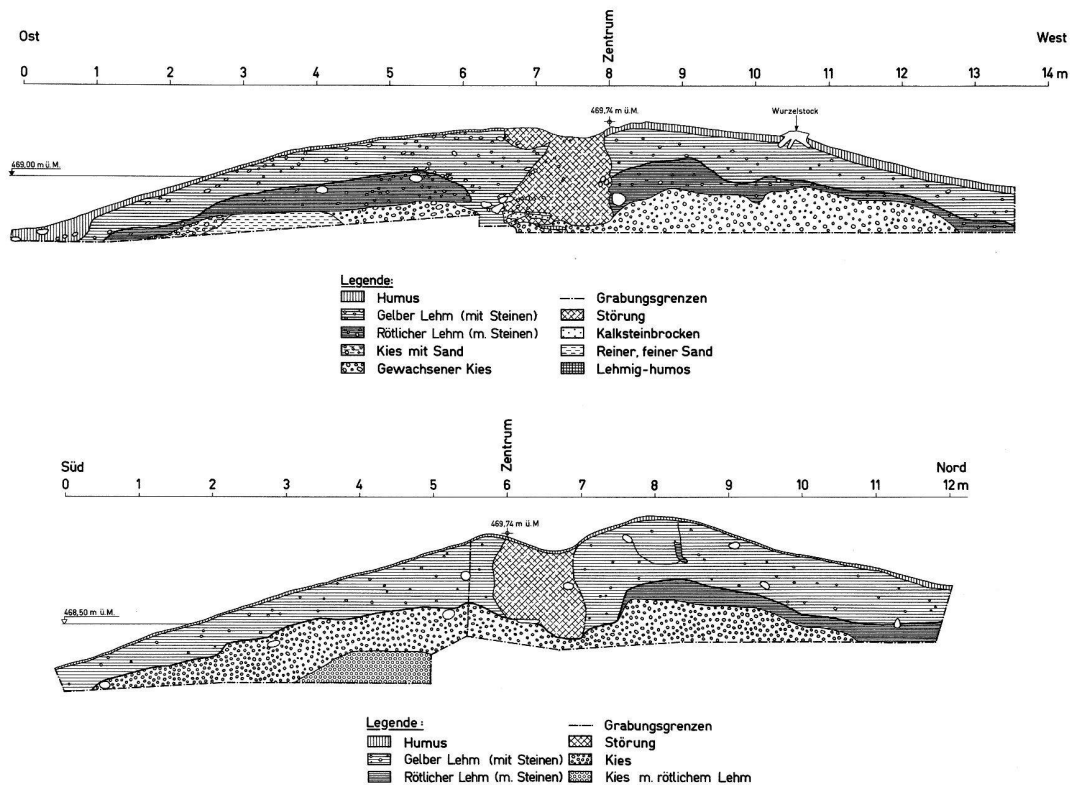 Ost
Zentrum
West
0 1 2 3 4 5 6 7 8 9 10 11 12 13 14 m
469,74 m ü.M.
Wurzelstock
469,00 m ü.M.
Legende:
Humus
Gelber Lehm (mit Steinen)
Rötlicher Lehm (m. Steinen)
Kies mit Sand
Gewachsener Kies
Grabungsgrenzen
Störung
Kalksteinbrocken
Reiner, feiner Sand
Lehmig-humos
Süd
Zentrum
Nord
0 1 2 3 4 5 6 7 8 9 10 11 12 m
469,74 m ü.M
468,50 m ü.M.
Legende:
Humus
Gelber Lehm (mit Steinen)
Rötlicher Lehm (m. Steinen)
Grabungsgrenzen
Störung
Kies
Kies m. rötlichem Lehm